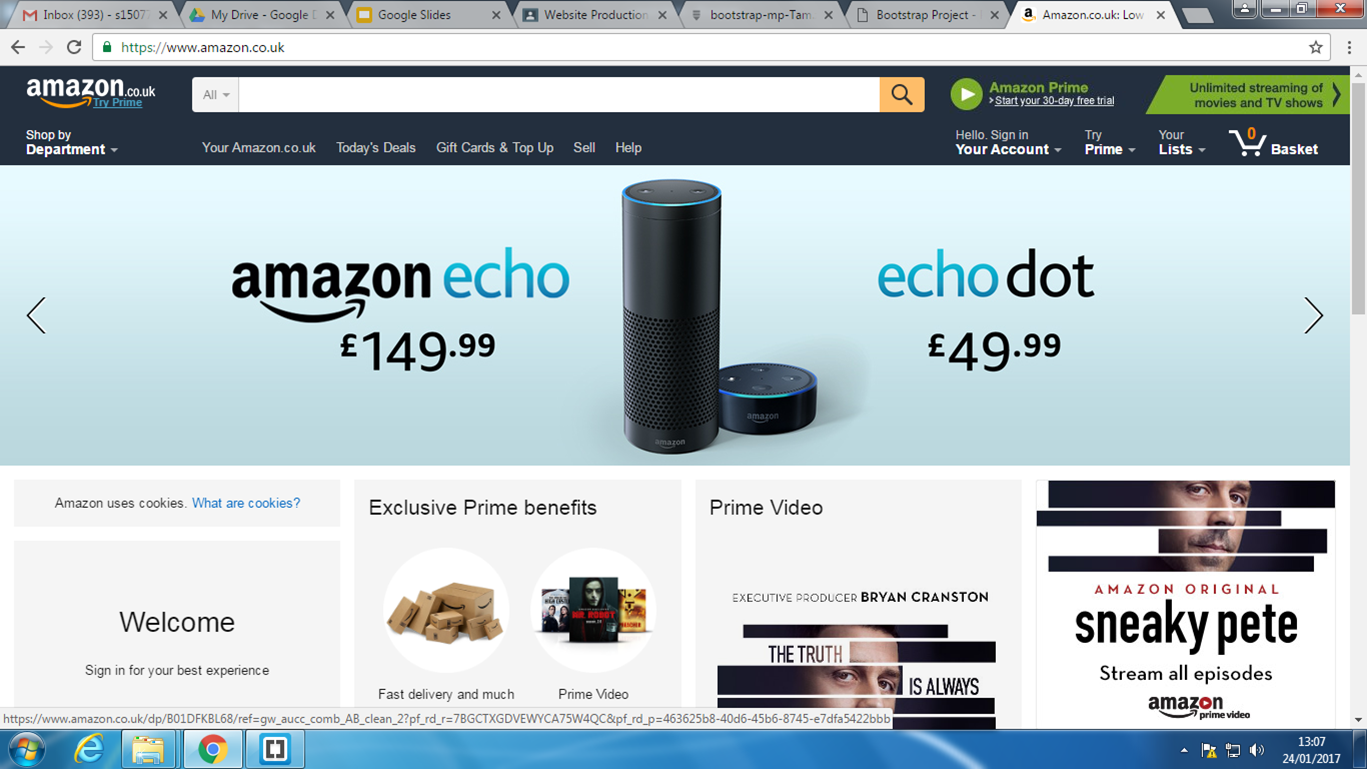 Inbox (393) - s1507
My Drive - Google D
Google Slides
Website Production
bootstrap-mp-Tam
Bootstrap Project -
Amazon.co.uk: Low
https://www.amazon.co.uk
amazon.co.uk
Try Prime
All
Amazon Prime
Start your 30-day free trial
Unlimited streaming of
movies and TV shows
Shop by
Department
Your Amazon.co.uk Today's Deals Gift Cards & Top Up Sell Help
Hello. Sign in
Your Account
Try
Prime
Your
Lists
0
Basket
amazon echo
£149.99
echo dot
£49.99
amazon
amazon
Amazon uses cookies. What are cookies?
Welcome
Sign in for your best experience
Exclusive Prime benefits
MR. ROBOT
Fast delivery and much
Prime Video
Prime Video
EXECUTIVE PRODUCER BRYAN CRANSTON
THE TRUTH
IS ALWAYS
AMAZON ORIGINAL
sneaky pete
Stream all episodes
amazon
prime video
https://www.amazon.co.uk/dp/B01DFKBL68/ref=gw_aucc_comb_AB_clean_2?pf_rd_r=7BGCTXGDVEWYCA75W4QC&pf_rd_p=463625b8-40d6-45b6-8745-e7dfa5422bbb
13:07
24/01/2017